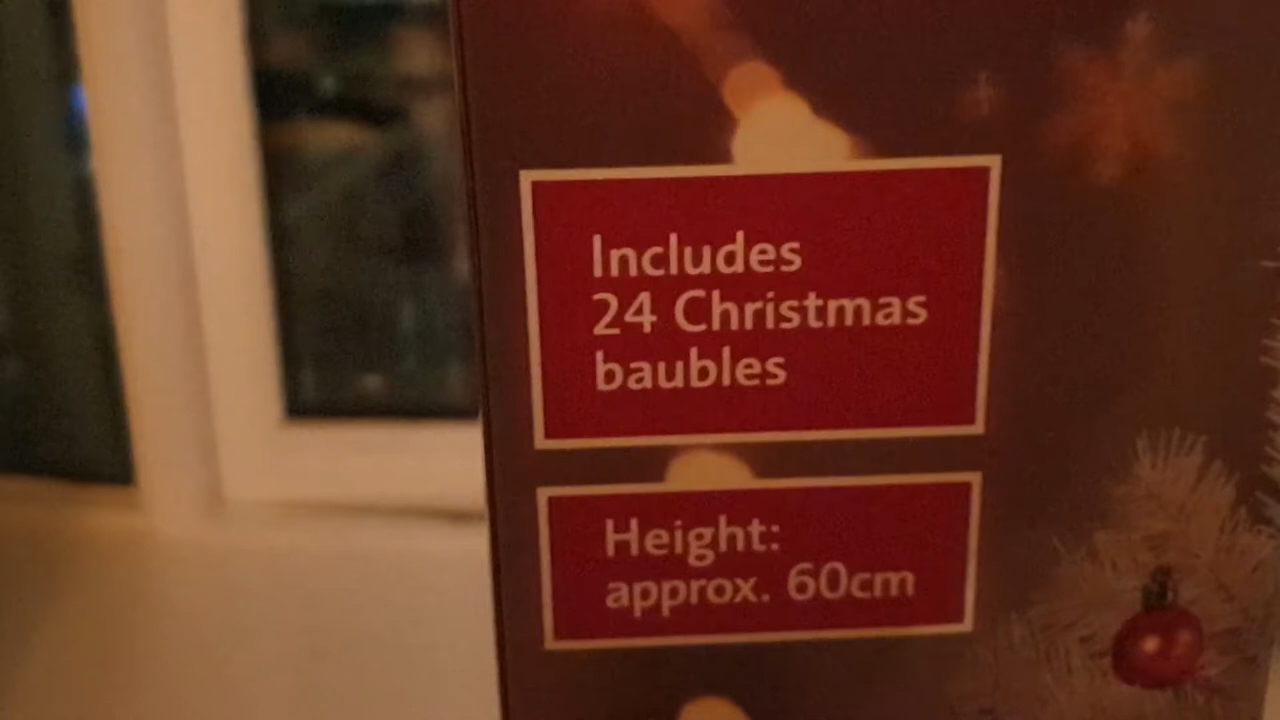 Includes
24 Christmas
baubles
Height:
approx. 60cm